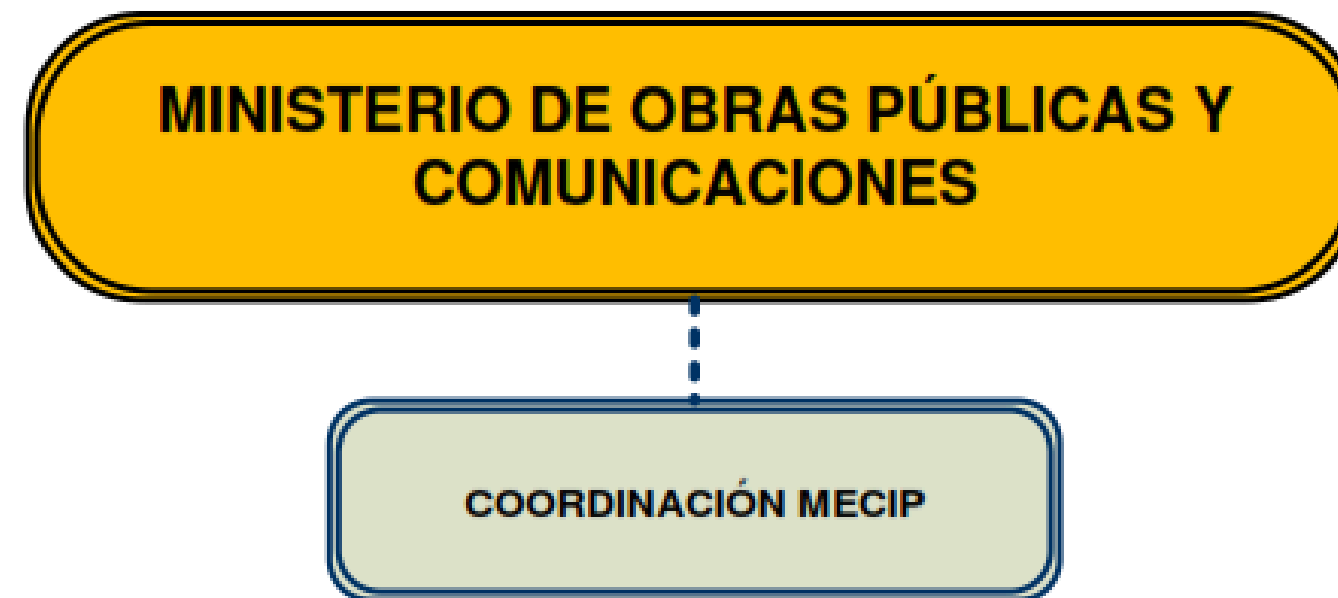 MINISTERIO DE OBRAS PÚBLICAS Y
COMUNICACIONES
COORDINACIÓN MECIP